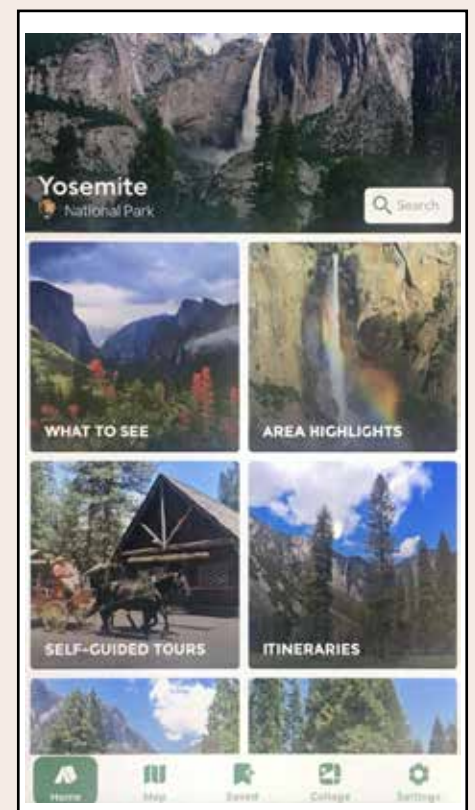 Yosemite
National Park
Search
WHAT TO SEE
AREA HIGHLIGHTS
SELF-GUIDED TOURS
ITINERARIES
Home
Map
Saved
Collage
Settings